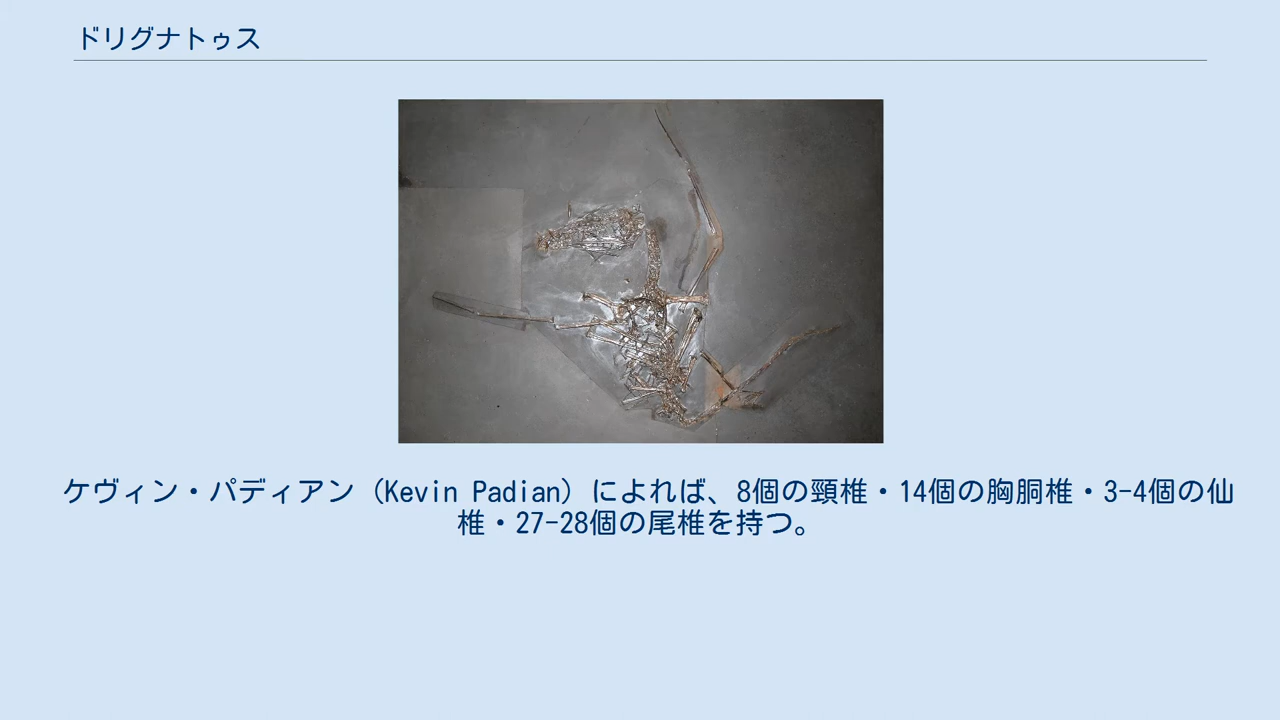 ドリグナトゥス
ケヴィン・パディアン（Kevin Padian）によれば、8個の頸椎・14個の胸胴椎・3-4個の仙
椎・27-28個の尾椎を持つ。